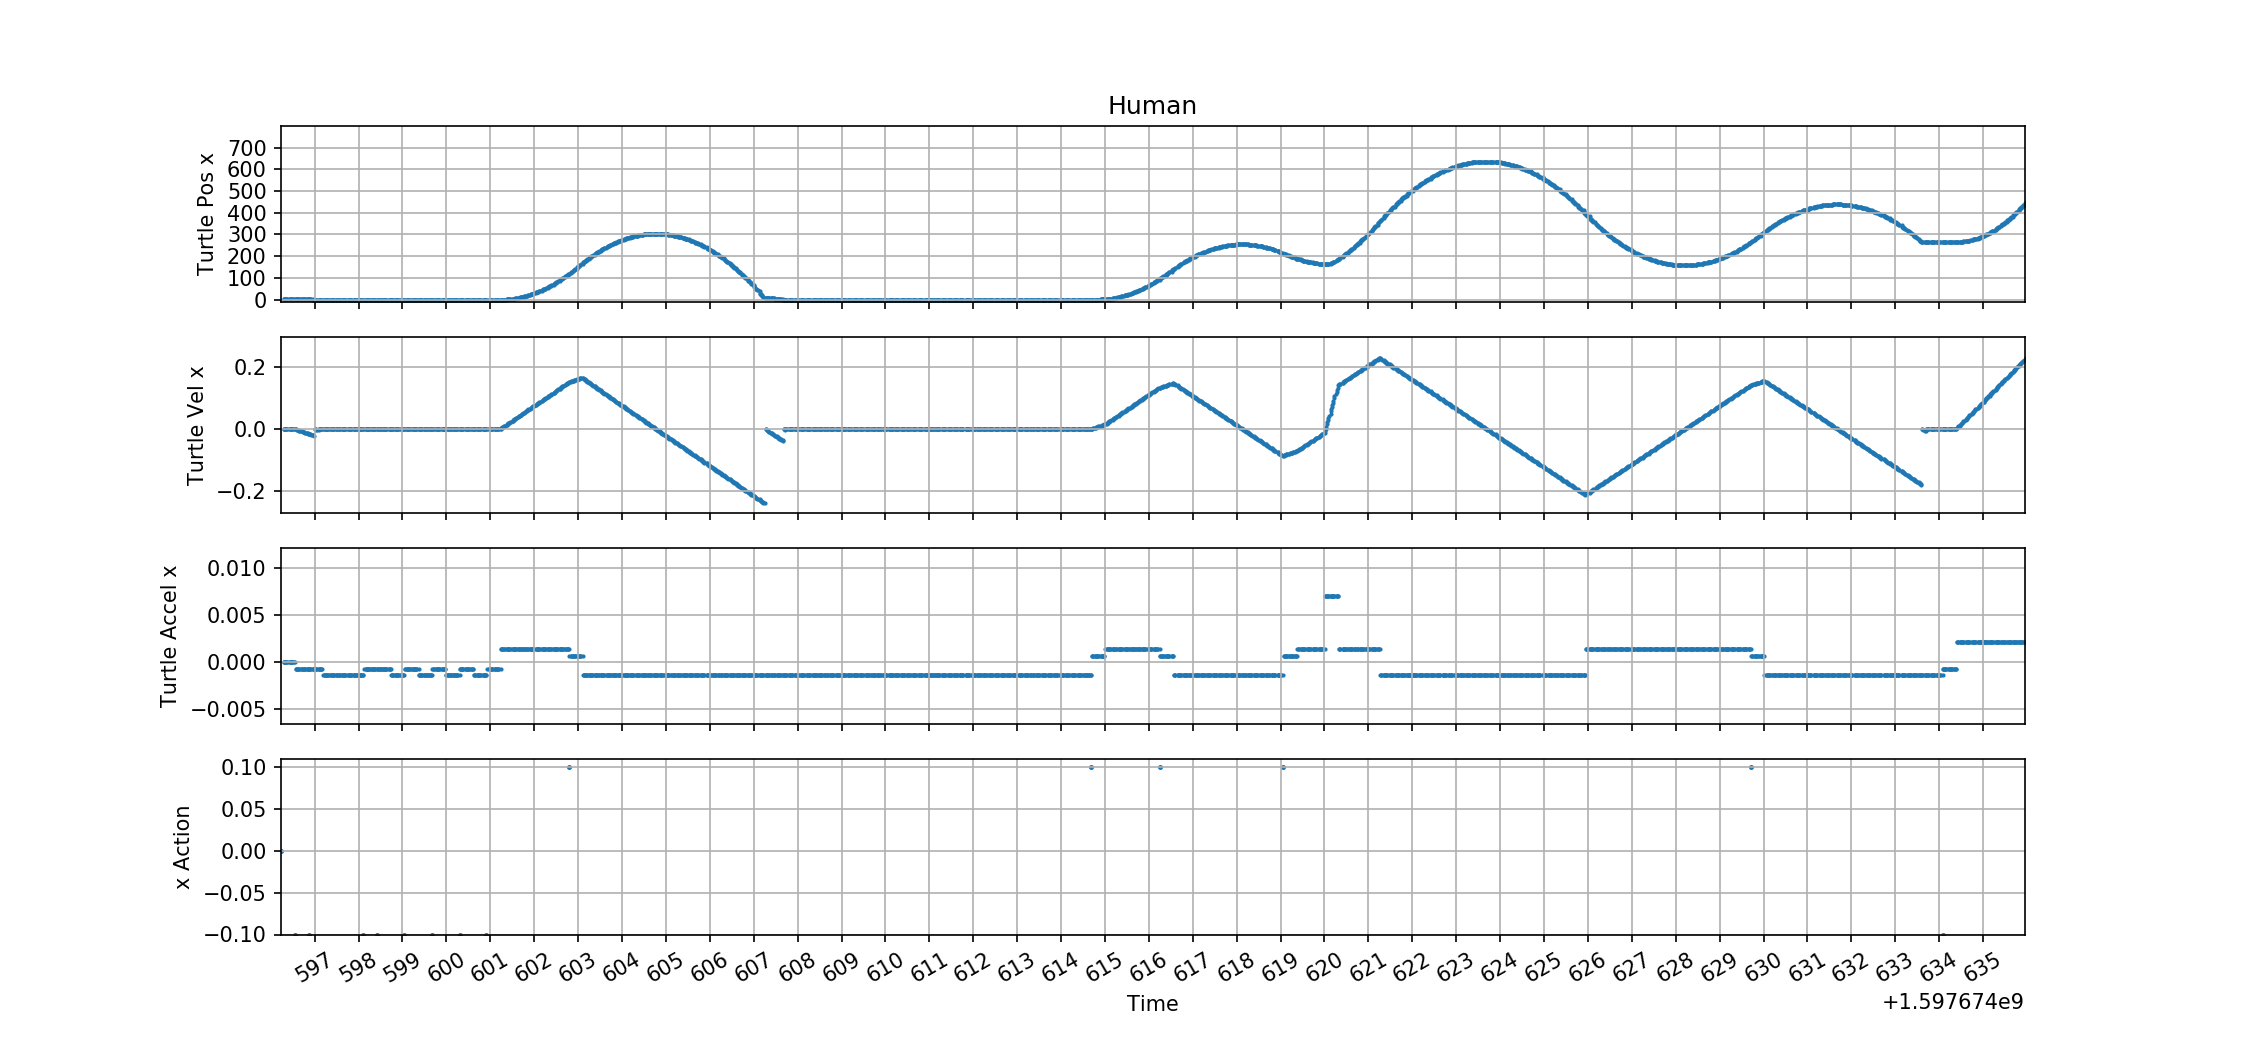 Human
Turtle Pos x
700
600
500
400
300
200
100
0
Turtle Vel x
0.2
0.0
−0.2
Turtle Accel x
0.010
0.005
0.000
−0.005
x Action
0.10
0.05
0.00
−0.05
−0.10
597 598 599 600 601 602 603 604 605 606 607 608 609 610 611 612 613 614 615 616 617 618 619 620 621 622 623 624 625 626 627 628 629 630 631 632 633 634 635
Time
+1.597674e9